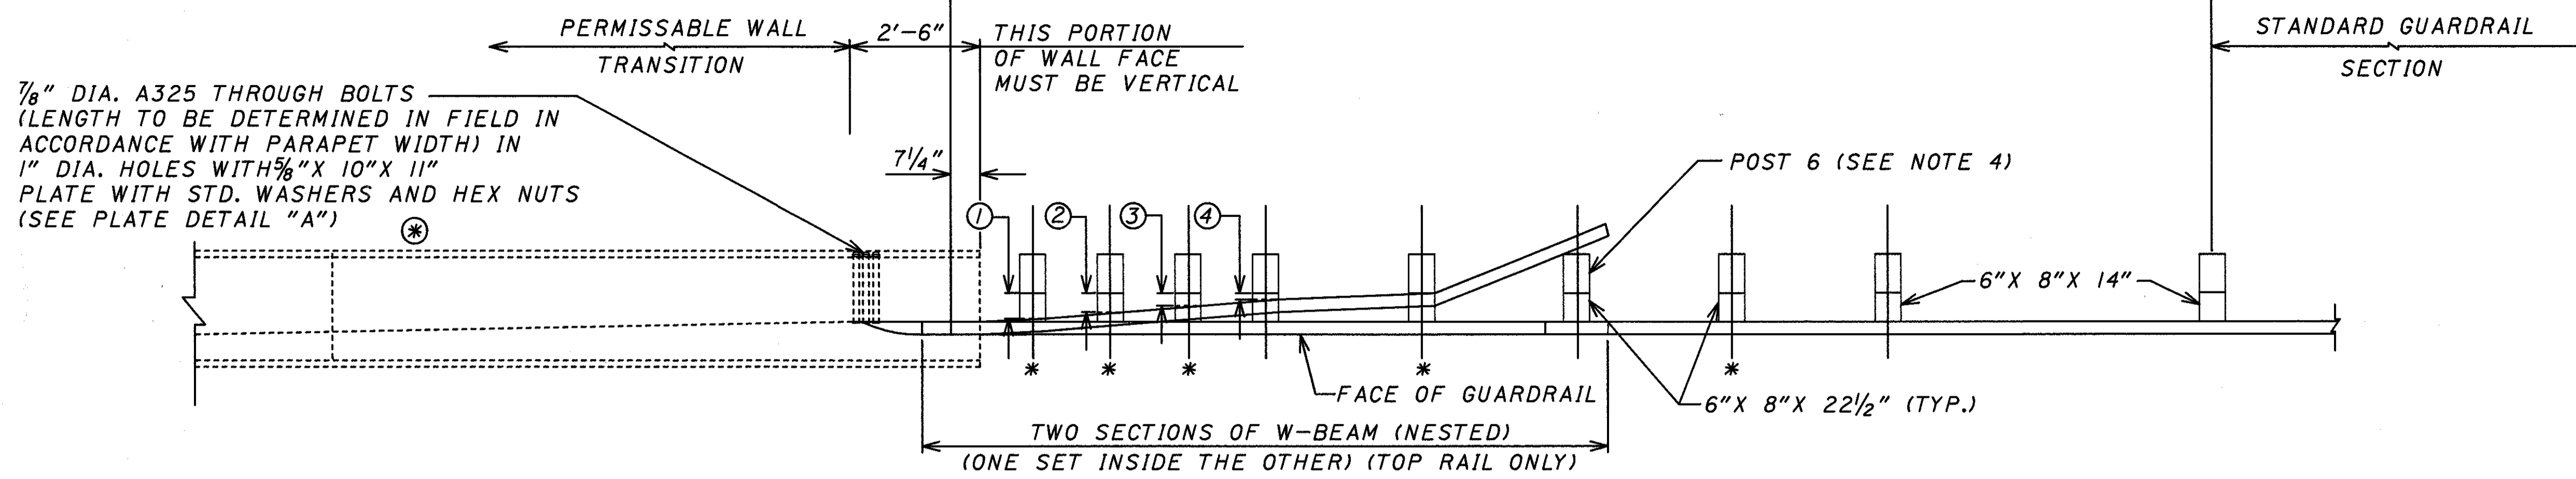 PERMISSABLE WALL
TRANSITION
2'-6"
THIS PORTION
OF WALL FACE
MUST BE VERTICAL
STANDARD GUARDRAIL
SECTION
7/8" DIA. A325 THROUGH BOLTS
(LENGTH TO BE DETERMINED IN FIELD IN
ACCORDANCE WITH PARAPET WIDTH) IN
1" DIA. HOLES WITH 5/8" X 10" X 11"
PLATE WITH STD. WASHERS AND HEX NUTS
(SEE PLATE DETAIL "A")
*
7 1/4"
POST 6 (SEE NOTE 4)
1
2
3
4
6" X 8" X 14"
* * * * *
FACE OF GUARDRAIL
6" X 8" X 22 1/2" (TYP.)
TWO SECTIONS OF W-BEAM (NESTED)
(ONE SET INSIDE THE OTHER) (TOP RAIL ONLY)